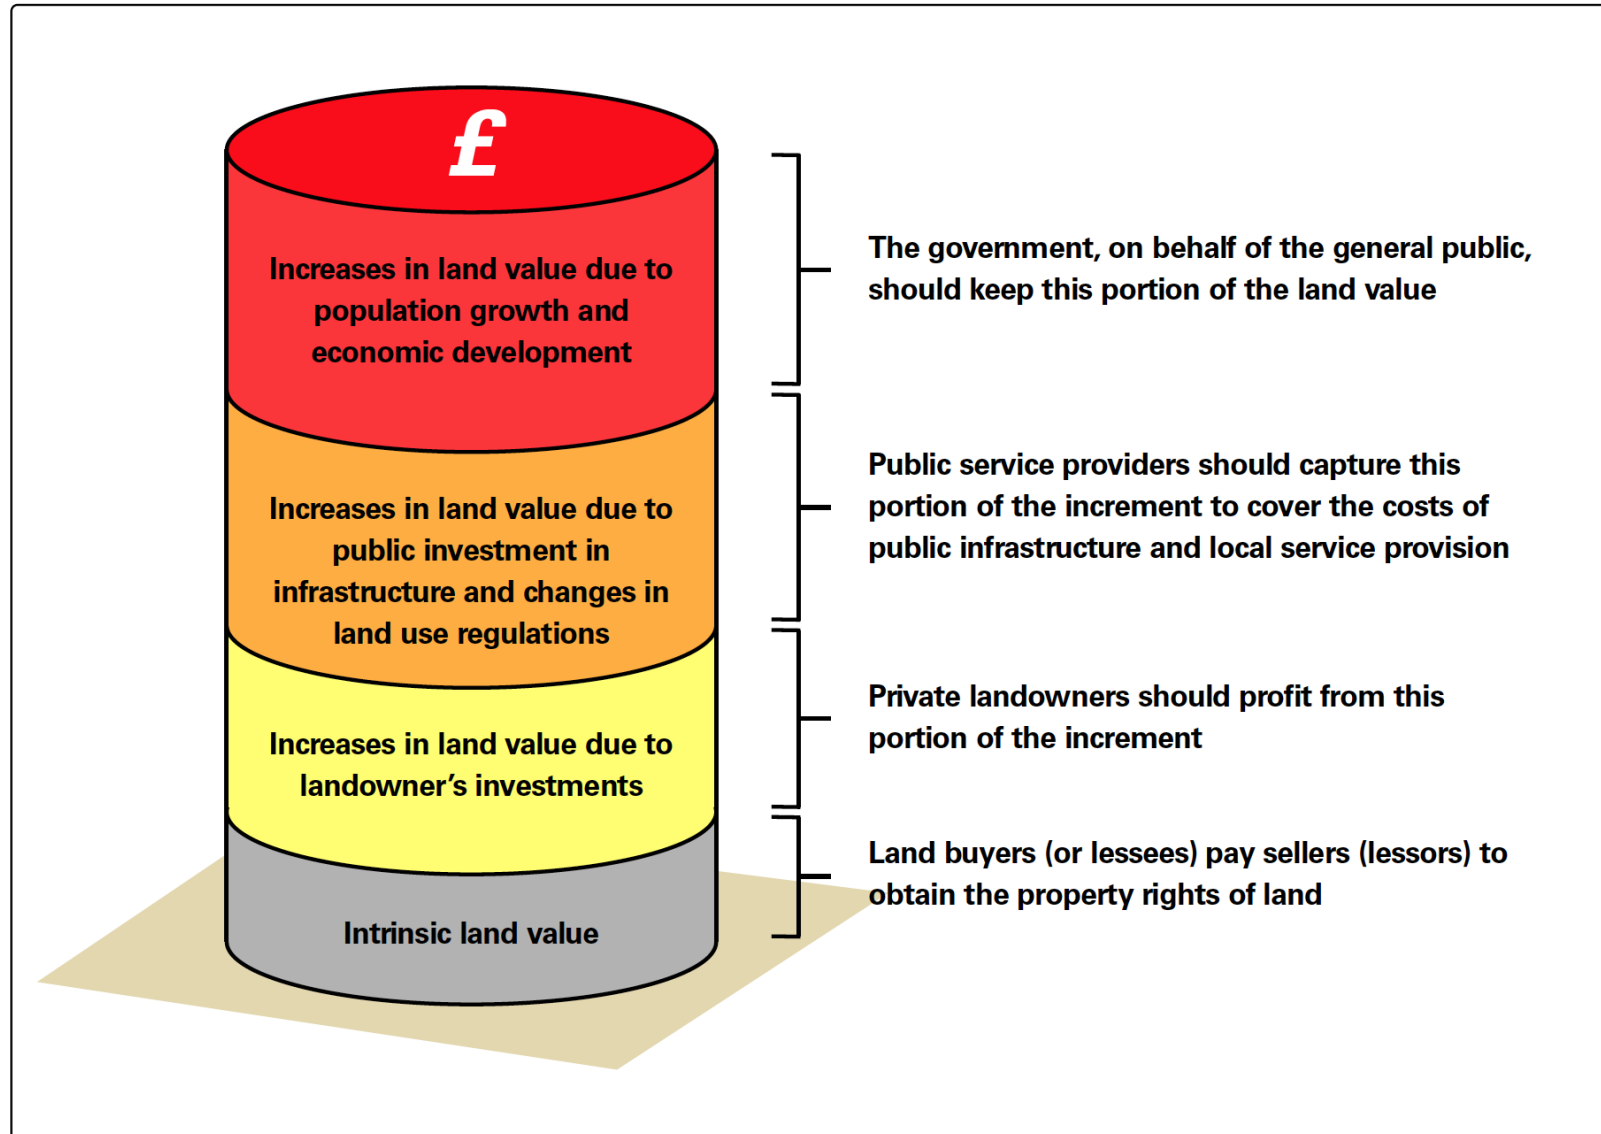 £
Increases in land value due to
population growth and
economic development
The government, on behalf of the general public,
should keep this portion of the land value
Increases in land value due to
public investment in
infrastructure and changes in
land use regulations
Public service providers should capture this
portion of the increment to cover the costs of
public infrastructure and local service provision
Increases in land value due to
landowner’s investments
Private landowners should profit from this
portion of the increment
Intrinsic land value
Land buyers (or lessees) pay sellers (lessors) to
obtain the property rights of land